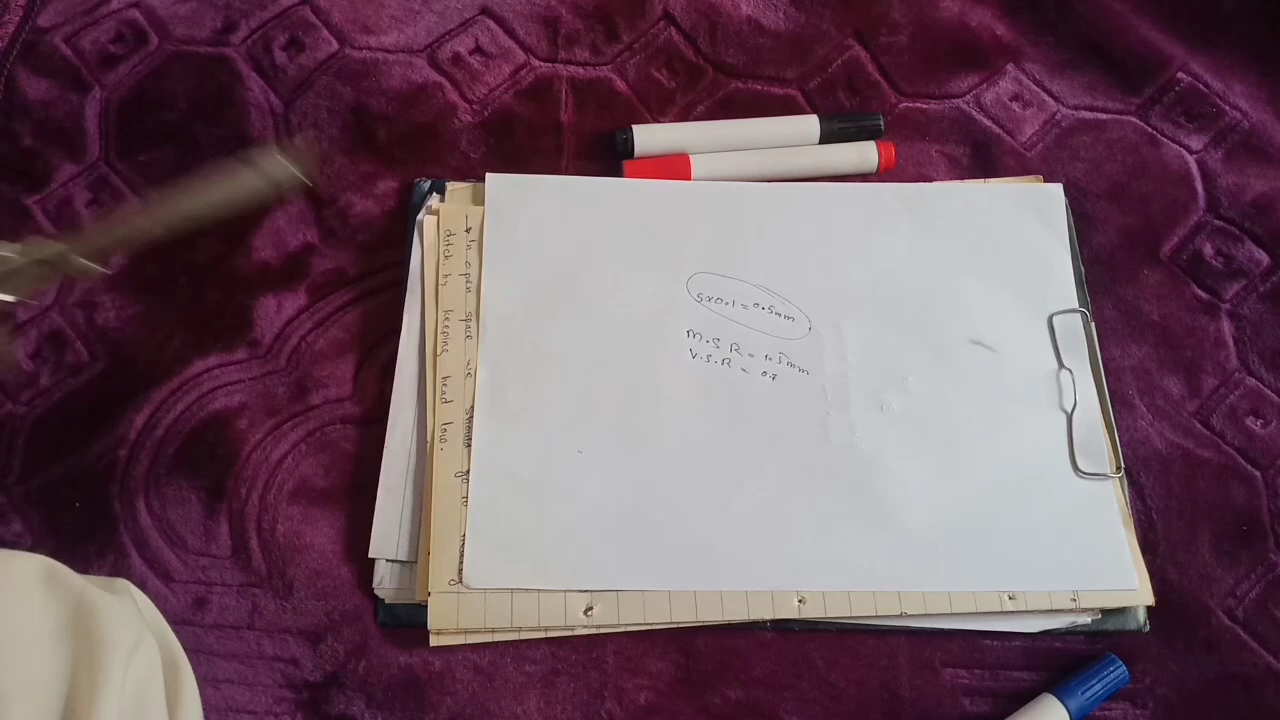 5×0.1 = 0.5mm
M.S R = 1.5mm
V.S.R = 0.7
→ In open space we should go to nearby
ditch. by keeping head low.